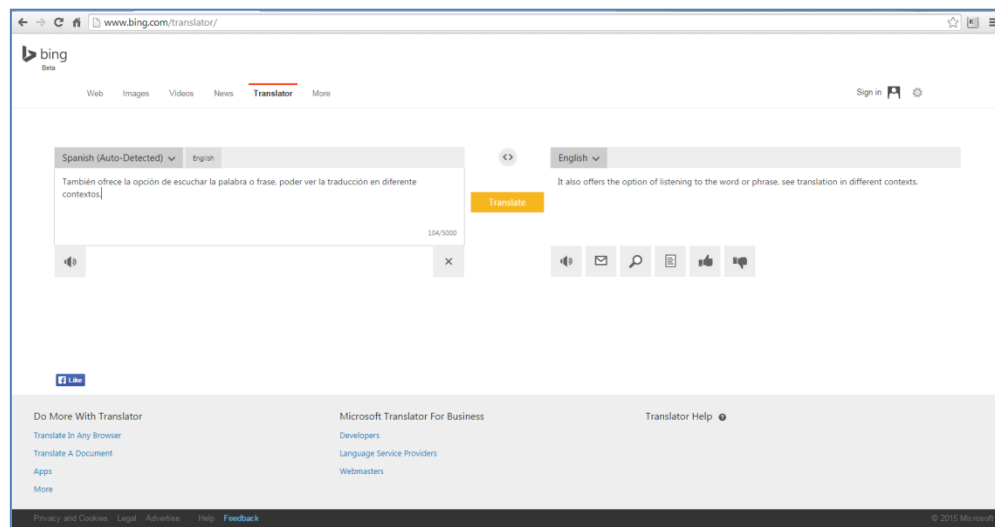 www.bing.com/translator/
bing
Beta
Web Images Videos News Translator More
Sign in
Spanish (Auto-Detected) English
English
También ofrece la opción de escuchar la palabra o frase, poder ver la traducción en diferente
contextos.
104/5000
Translate
It also offers the option of listening to the word or phrase, see translation in different contexts.
Like
Do More With Translator
Translate In Any Browser
Translate A Document
Apps
More
Microsoft Translator For Business
Developers
Language Service Providers
Webmasters
Translator Help
Privacy and Cookies Legal Advertise Help Feedback
© 2015 Microsoft